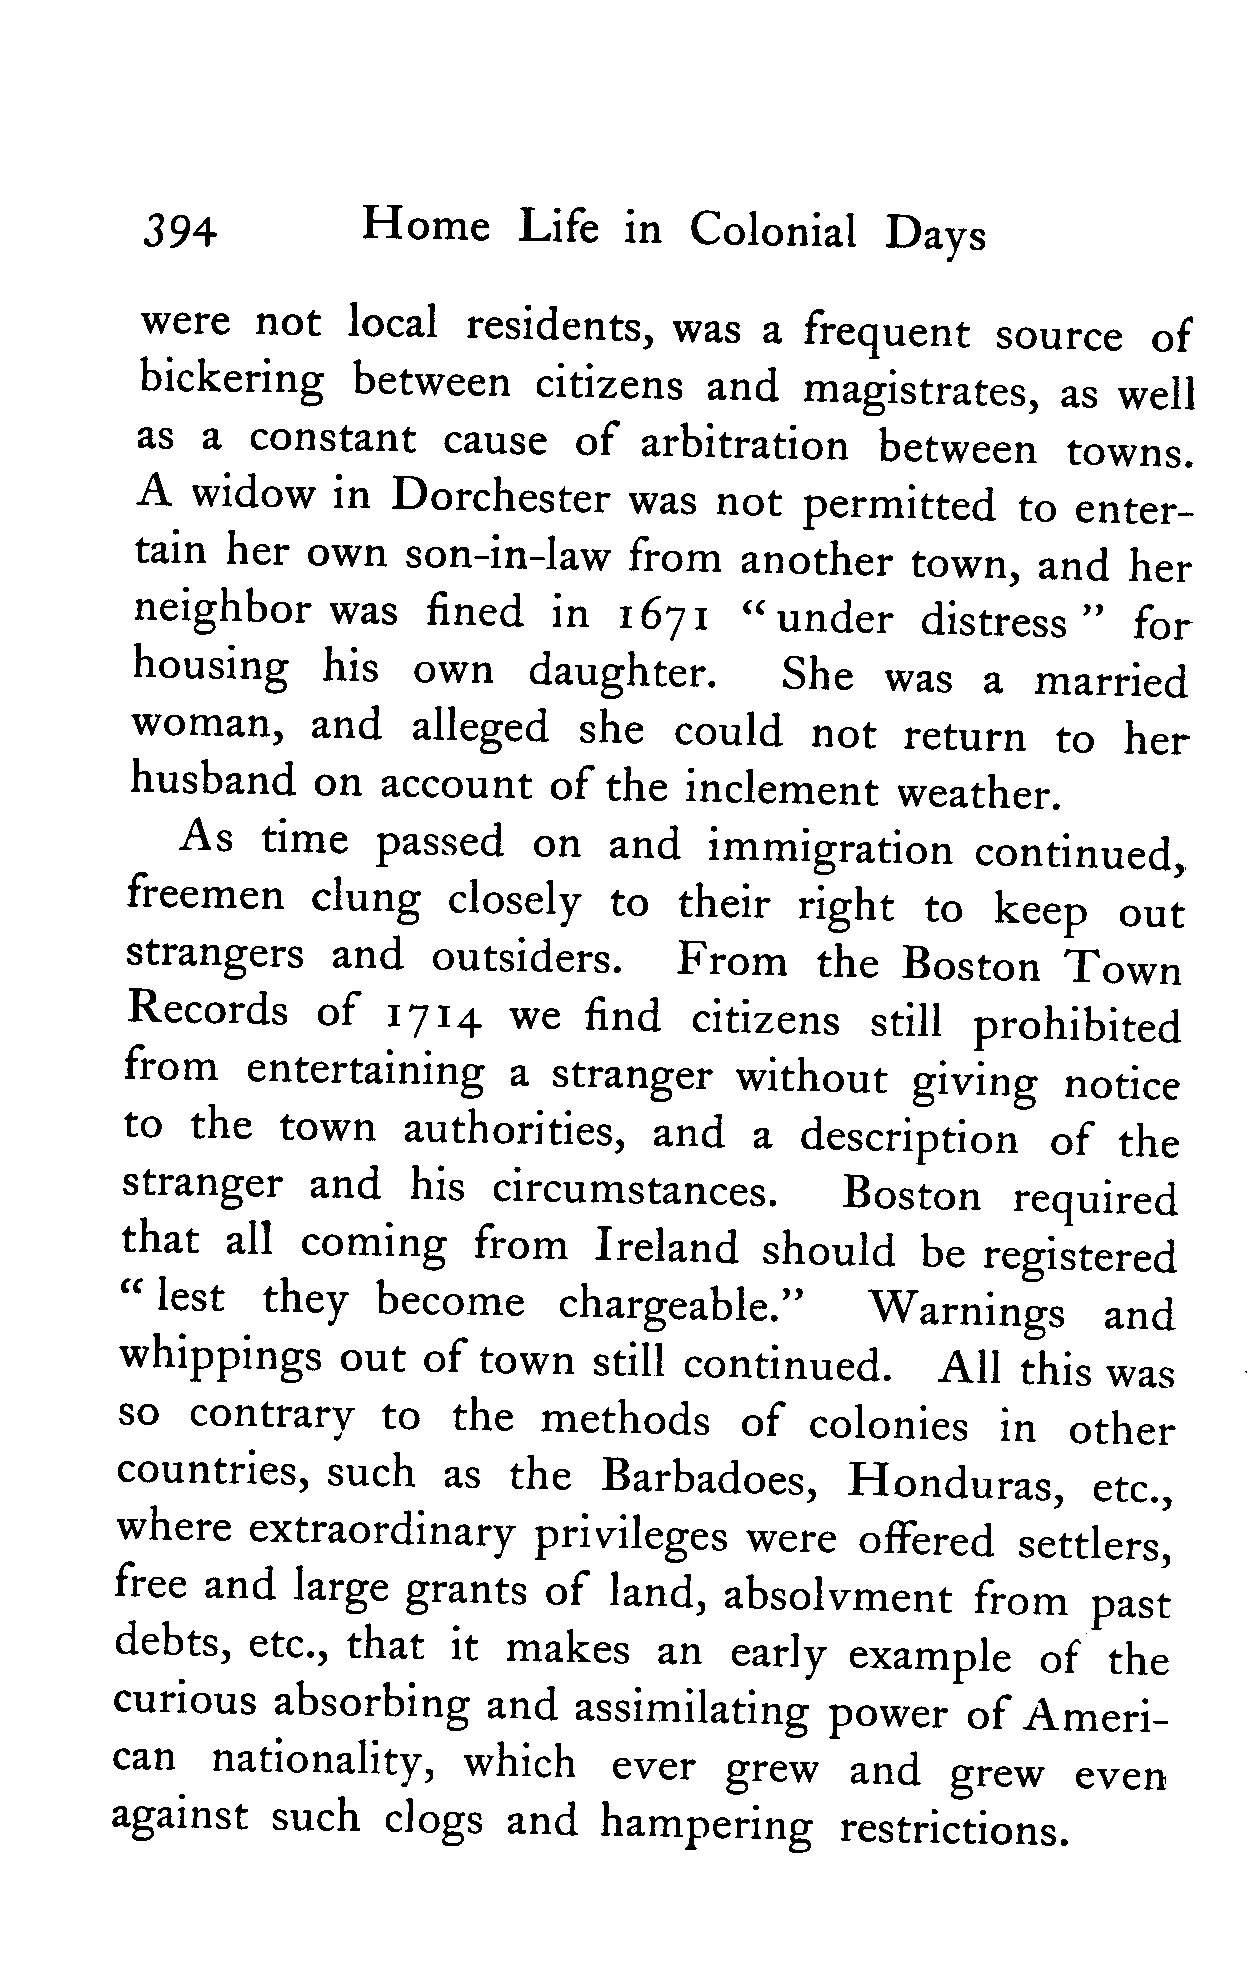 394 Home Life in Colonial Days
were not local residents, was a frequent source of
bickering between citizens and magistrates, as well
as a constant cause of arbitration between towns.
A widow in Dorchester was not permitted to enter-
tain her own son-in-law from another town, and her
neighbor was fined in 1671 “under distress” for
housing his own daughter. She was a married
woman, and alleged she could not return to her
husband on account of the inclement weather.
As time passed on and immigration continued,
freemen clung closely to their right to keep out
strangers and outsiders. From the Boston Town
Records of 1714 we find citizens still prohibited
from entertaining a stranger without giving notice
to the town authorities, and a description of the
stranger and his circumstances. Boston required
that all coming from Ireland should be registered
“lest they become chargeable.” Warnings and
whippings out of town still continued. All this was
so contrary to the methods of colonies in other
countries, such as the Barbadoes, Honduras, etc.,
where extraordinary privileges were offered settlers,
free and large grants of land, absolvment from past
debts, etc., that it makes an early example of the
curious absorbing and assimilating power of Ameri-
can nationality, which ever grew and grew even
against such clogs and hampering restrictions.